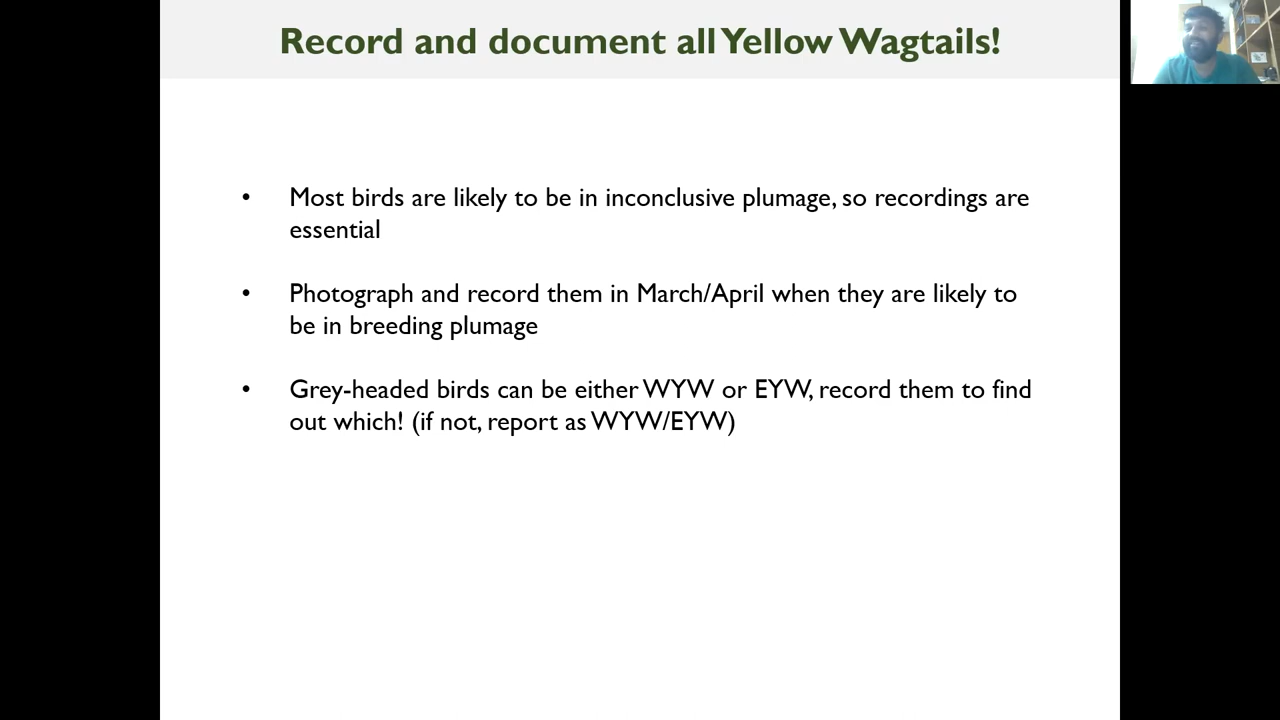 Record and document all Yellow Wagtails!
• Most birds are likely to be in inconclusive plumage, so recordings are
essential
• Photograph and record them in March/April when they are likely to
be in breeding plumage
• Grey-headed birds can be either WYW or EYW, record them to find
out which! (if not, report as WYW/EYW)